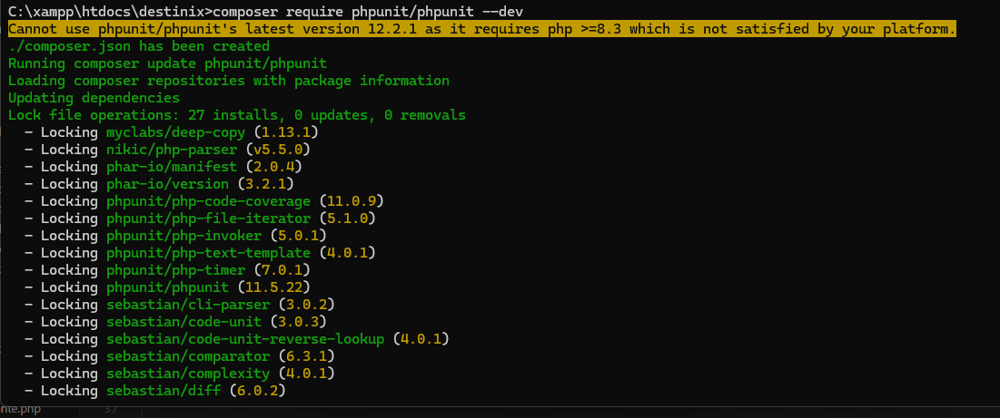 C:\xampp\htdocs\destinix>composer require phpunit/phpunit --dev
Cannot use phpunit/phpunit's latest version 12.2.1 as it requires php >=8.3 which is not satisfied by your platform.
./composer.json has been created
Running composer update phpunit/phpunit
Loading composer repositories with package information
Updating dependencies
Lock file operations: 27 installs, 0 updates, 0 removals
  - Locking myclabs/deep-copy (1.13.1)
  - Locking nikic/php-parser (v5.5.0)
  - Locking phar-io/manifest (2.0.4)
  - Locking phar-io/version (3.2.1)
  - Locking phpunit/php-code-coverage (11.0.9)
  - Locking phpunit/php-file-iterator (5.1.0)
  - Locking phpunit/php-invoker (5.0.1)
  - Locking phpunit/php-text-template (4.0.1)
  - Locking phpunit/php-timer (7.0.1)
  - Locking phpunit/phpunit (11.5.22)
  - Locking sebastian/cli-parser (3.0.2)
  - Locking sebastian/code-unit (3.0.3)
  - Locking sebastian/code-unit-reverse-lookup (4.0.1)
  - Locking sebastian/comparator (6.3.1)
  - Locking sebastian/complexity (4.0.1)
  - Locking sebastian/diff (6.0.2)
nte.php 37